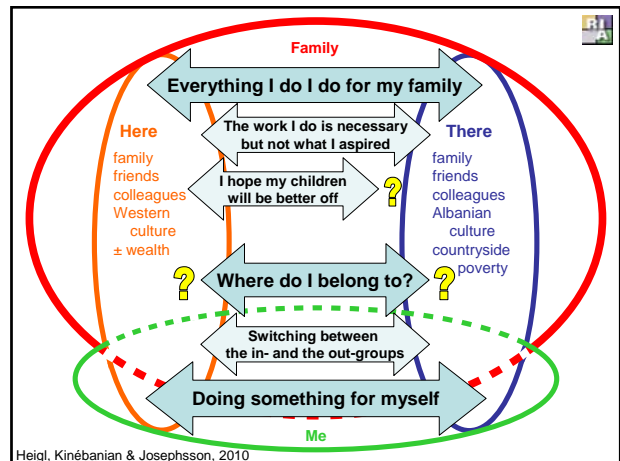 RI
A
Family
Everything I do I do for my family
The work I do is necessary
but not what I aspired
Here
family
friends
colleagues
Western
culture
± wealth
There
family
friends
colleagues
Albanian
culture
countryside
poverty
I hope my children
will be better off
?
?
Where do I belong to?
?
Switching between
the in- and the out-groups
Doing something for myself
Me
Heigl, Kinébanian & Josephsson, 2010